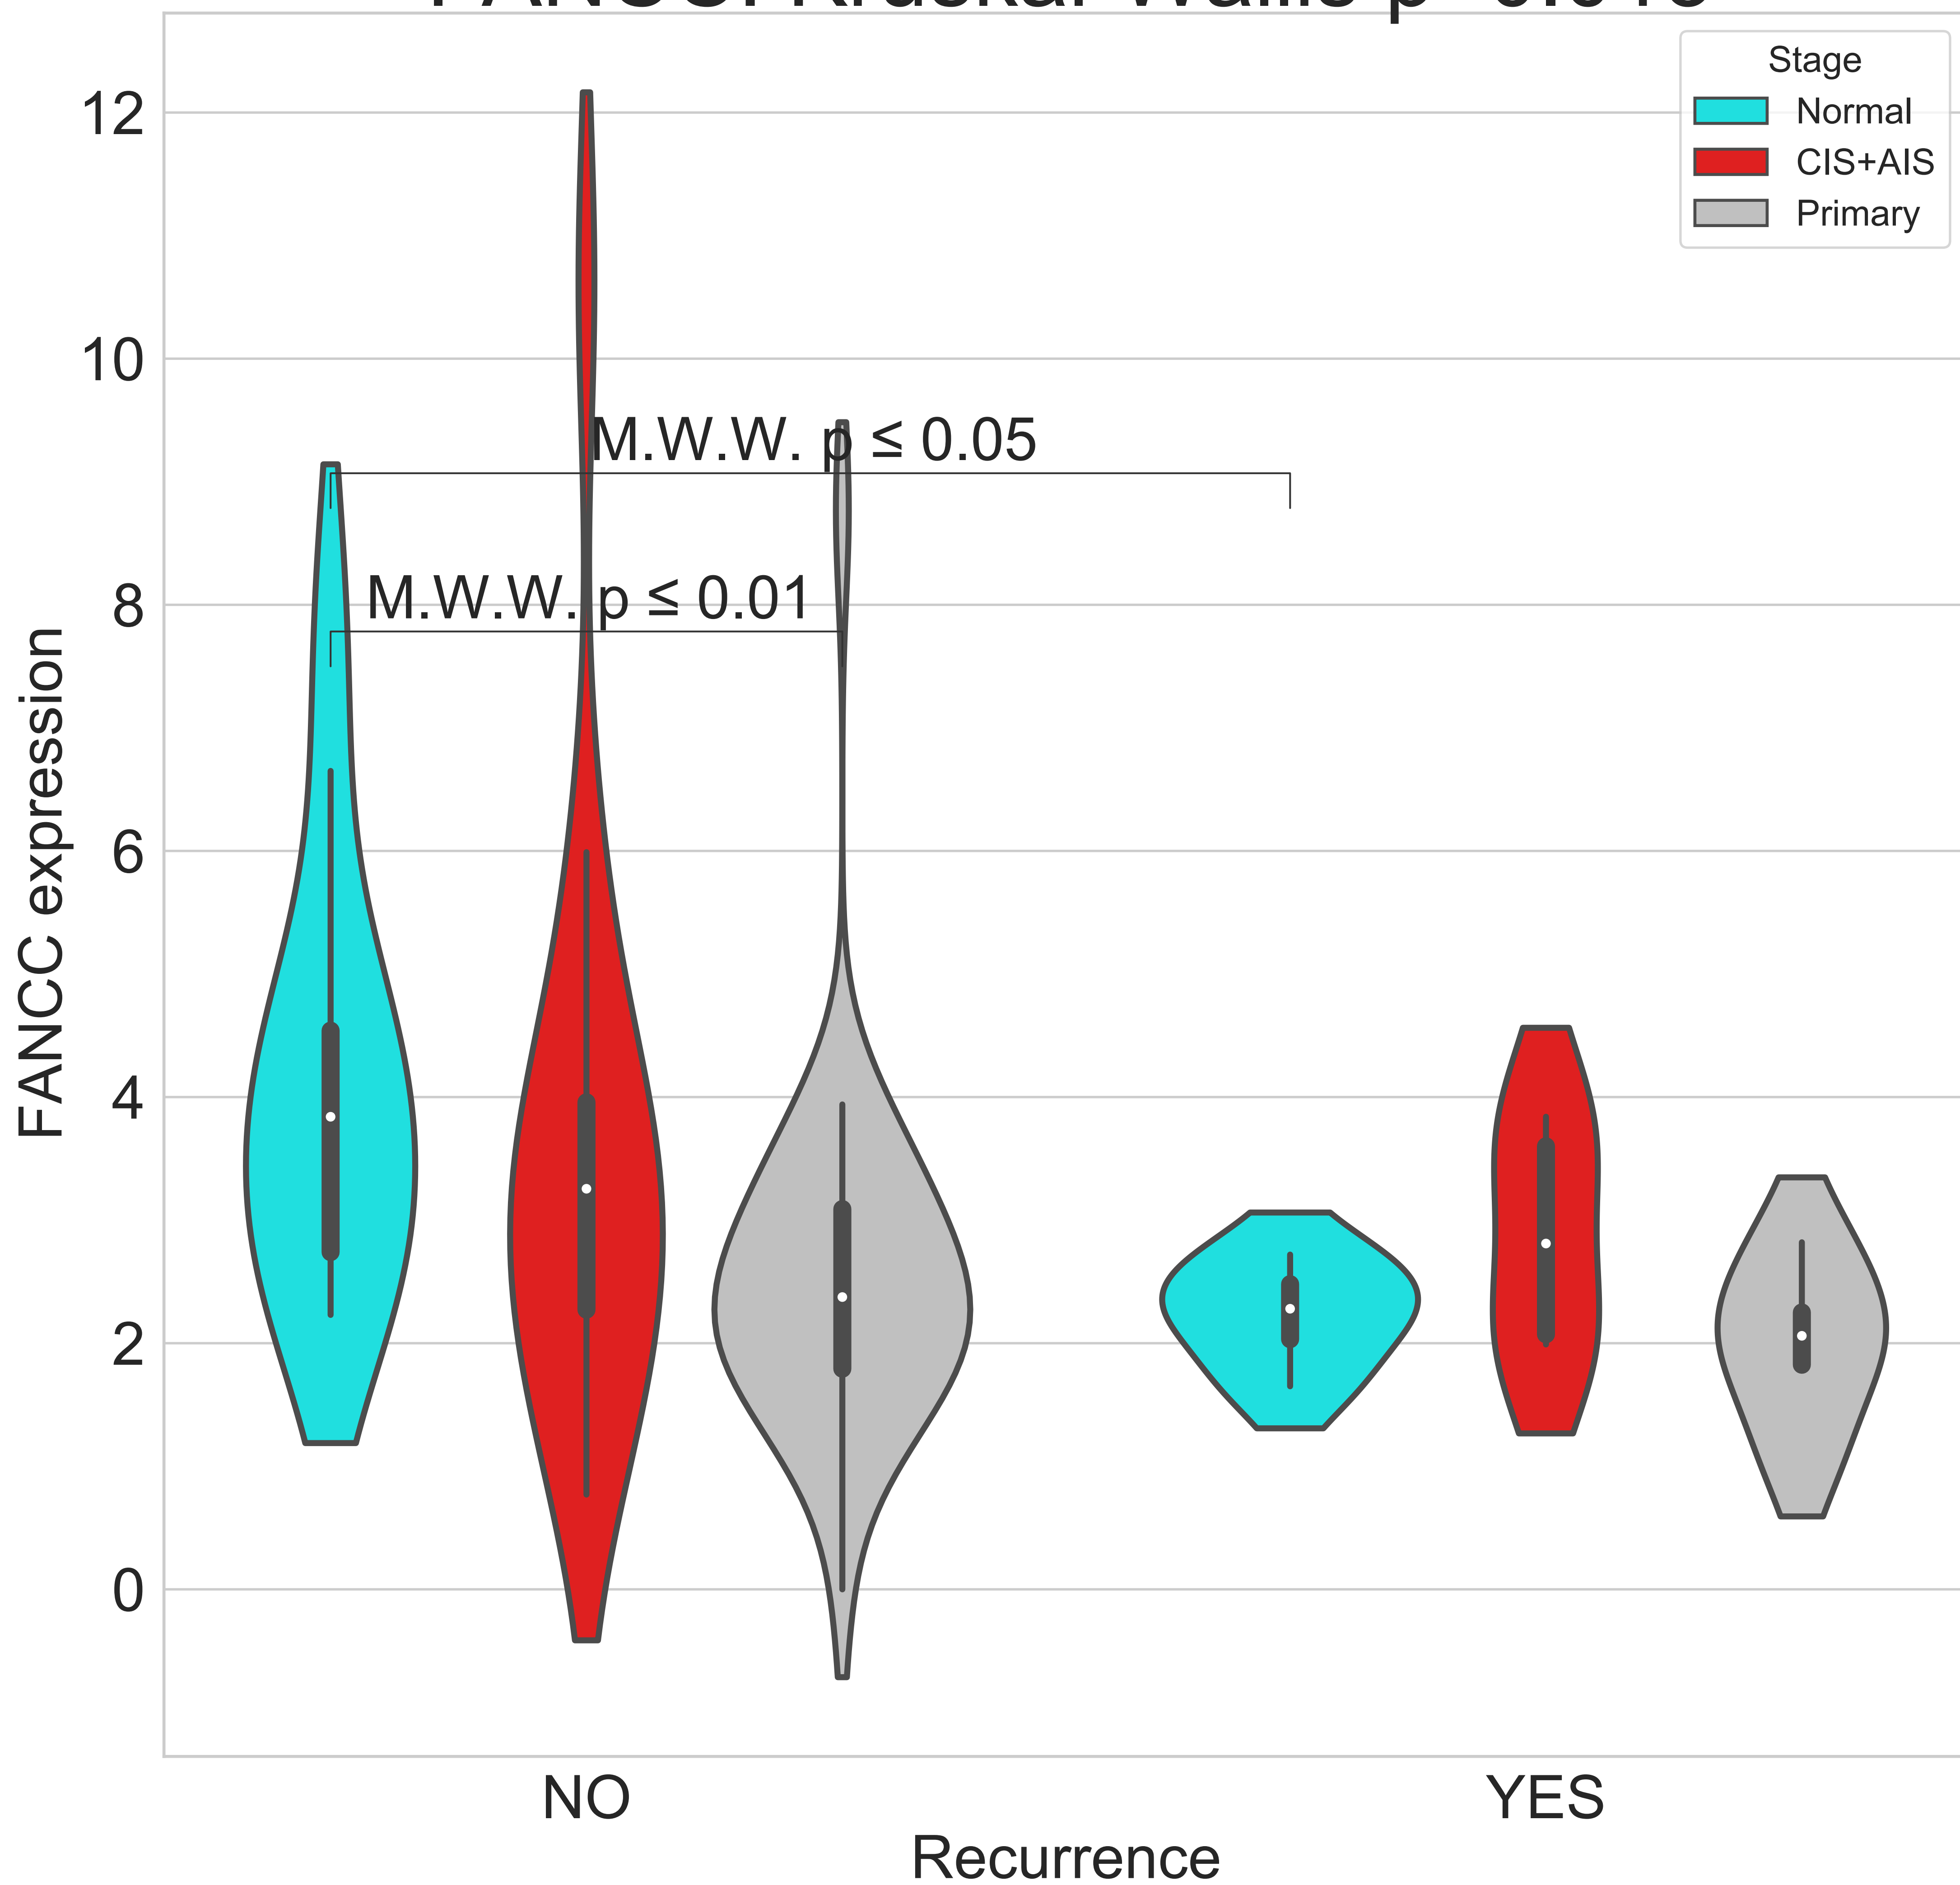 Stage
Normal
CIS+AIS
Primary
12
10
8
6
4
2
0
FANCC expression
M.W.W. p ≤ 0.05
M.W.W. p ≤ 0.01
NO
YES
Recurrence